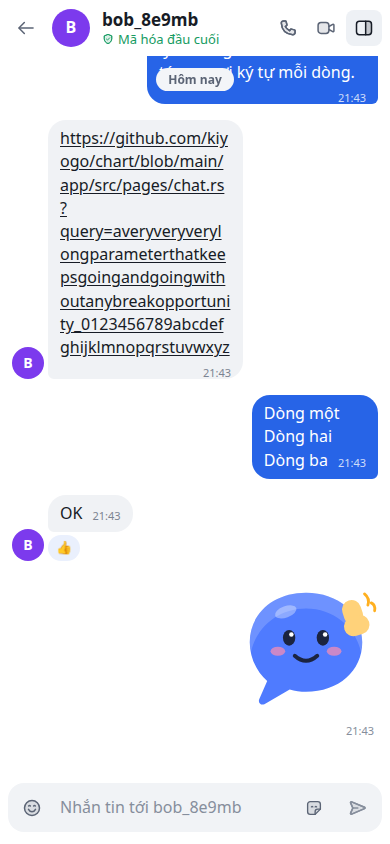 B
bob_8e9mb
Mã hóa đầu cuối
Hôm nay
ký tự mỗi dòng.
21:43
https://github.com/kiy
ogo/chart/blob/main/
app/src/pages/chat.rs
?
query=averyveryveryl
ongparameterthatkee
psgoingandgoingwith
outanybreakopportuni
ty_0123456789abcdef
ghijklmnopqrstuvwxyz
21:43
B
Dòng một
Dòng hai
Dòng ba 21:43
OK 21:43
B
👍
21:43
Nhắn tin tới bob_8e9mb